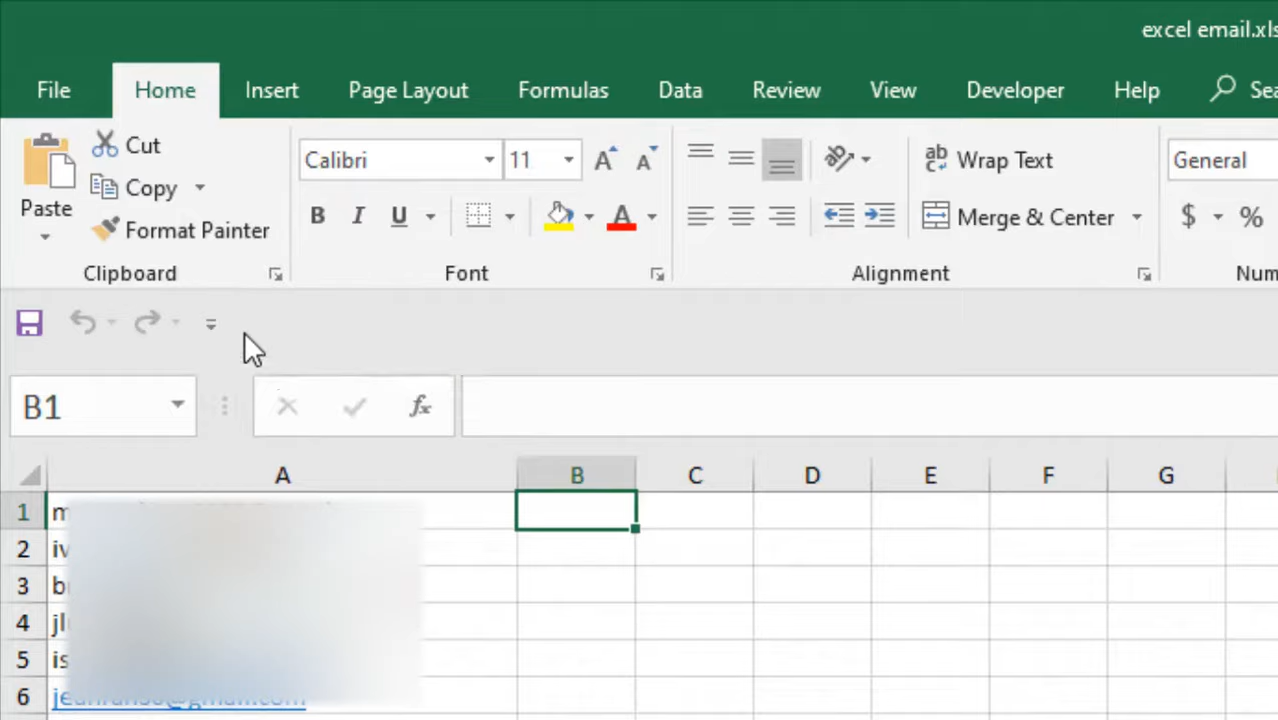 excel email.xls
File Home Insert Page Layout Formulas Data Review View Developer Help Sea
Cut
Calibri 11 ab Wrap Text General
Copy
Paste B I U A Merge & Center $ %
Format Painter
Clipboard Font Alignment Num
B1 fx
A B C D E F G
1 m
2 iv
3 b
4 jl
5 is
6